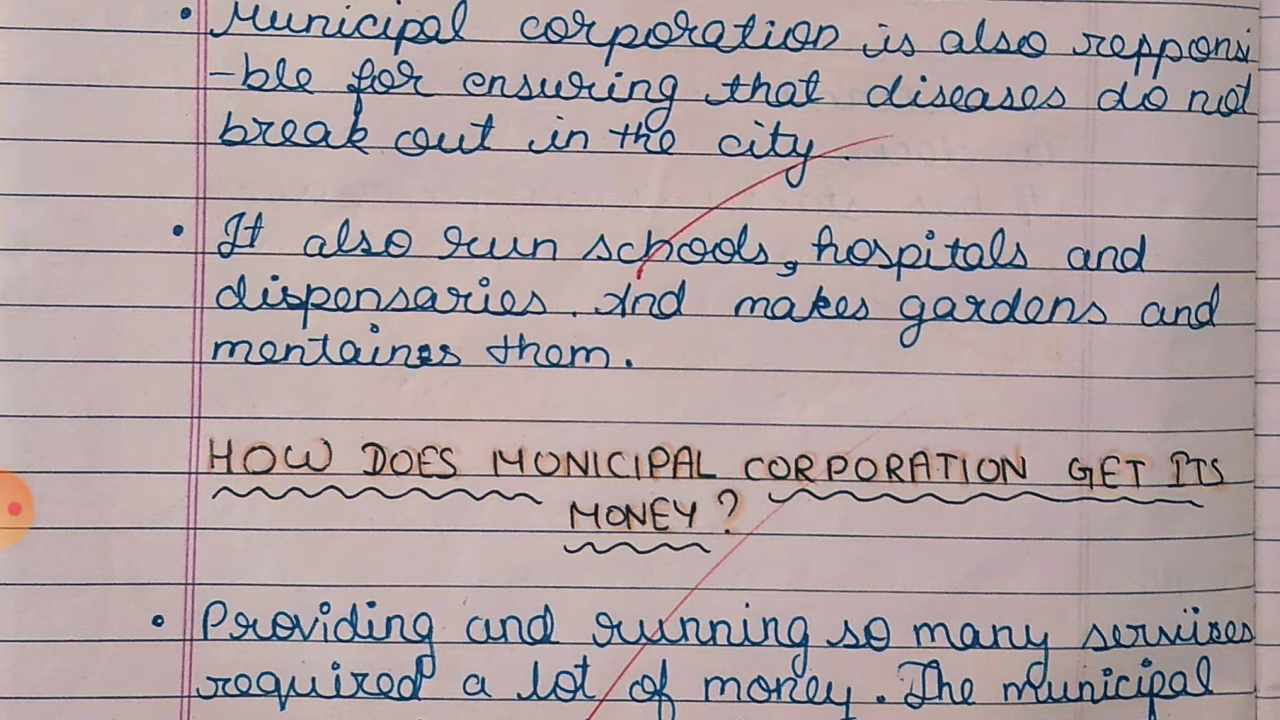 • Municipal corporation is also responsi
-ble for ensuring that diseases do not
break out in the city.
• It also run schools, hospitals and
dispensaries. And makes gardens and
mentaines them.
HOW DOES MUNICIPAL CORPORATION GET ITS
MONEY?
• Providing and running so many services
required a lot of money. The Municipal